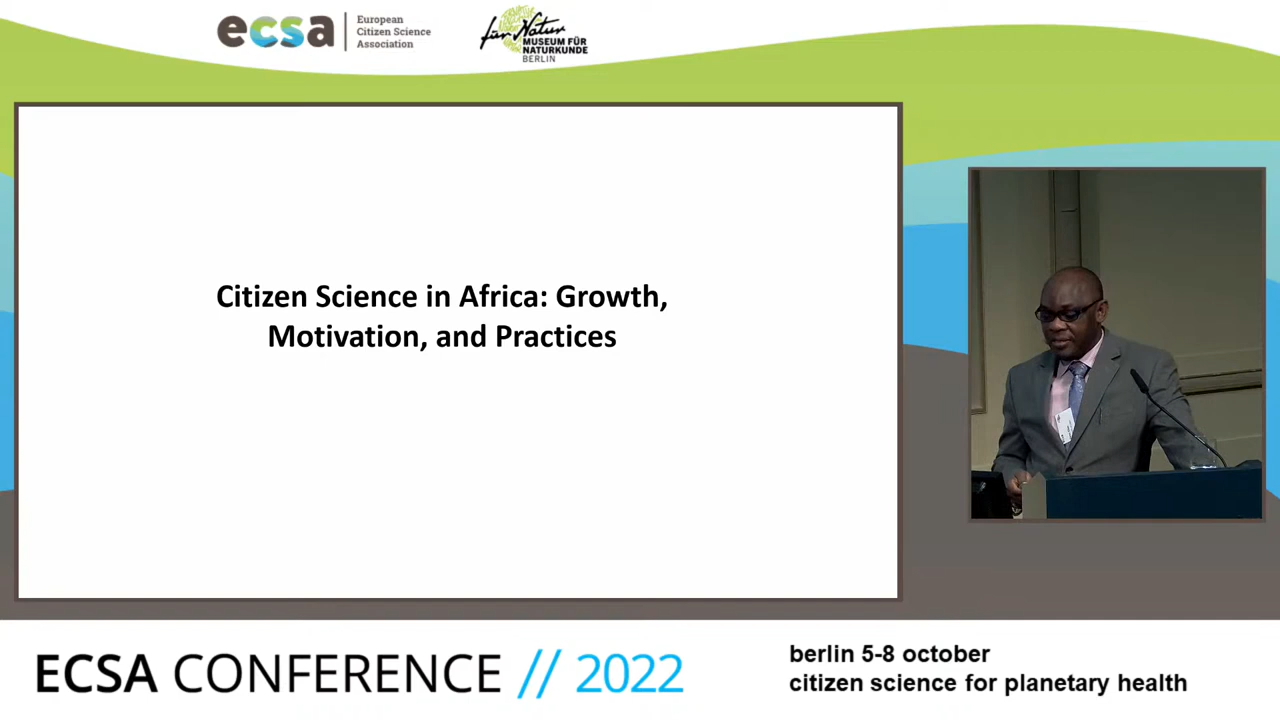 ecsa
European
Citizen Science
Association
für Natur
MUSEUM FÜR
NATURKUNDE
BERLIN
Citizen Science in Africa: Growth,
Motivation, and Practices
ECSA CONFERENCE // 2022
berlin 5-8 october
citizen science for planetary health